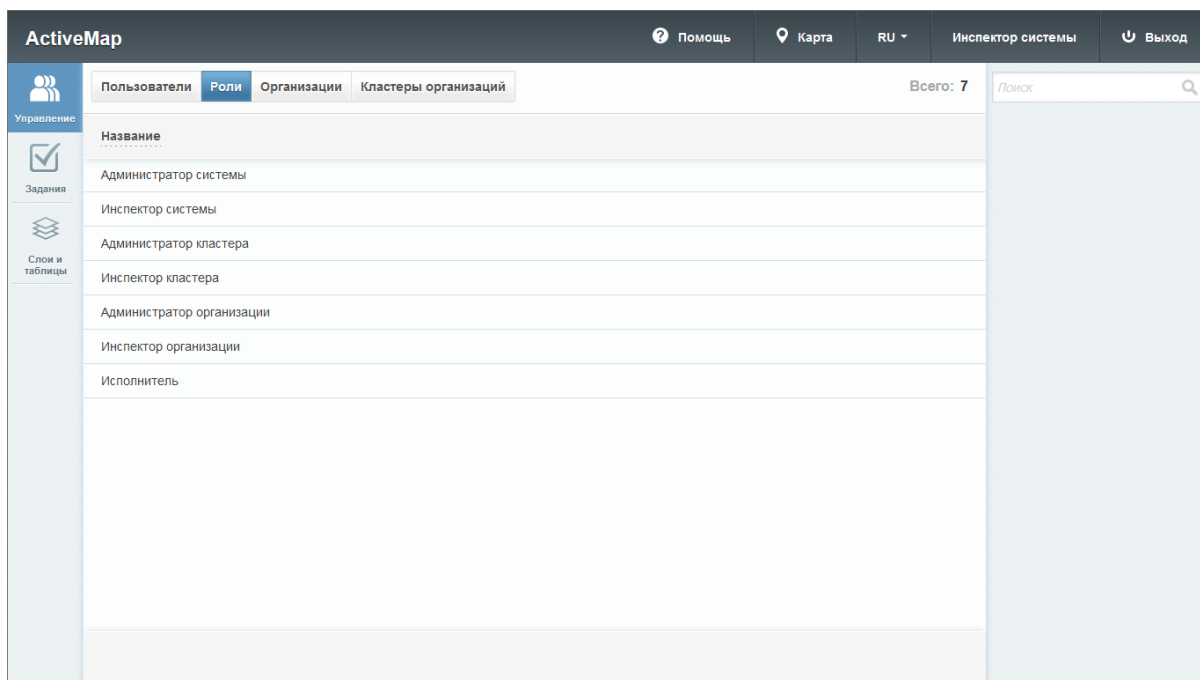 ActiveMap
Помощь
Карта
RU
Инспектор системы
Выход
Управление
Задания
Слои и
таблицы
Пользователи
Роли
Организации
Кластеры организаций
Всего: 7
Поиск
Название
Администратор системы
Инспектор системы
Администратор кластера
Инспектор кластера
Администратор организации
Инспектор организации
Исполнитель